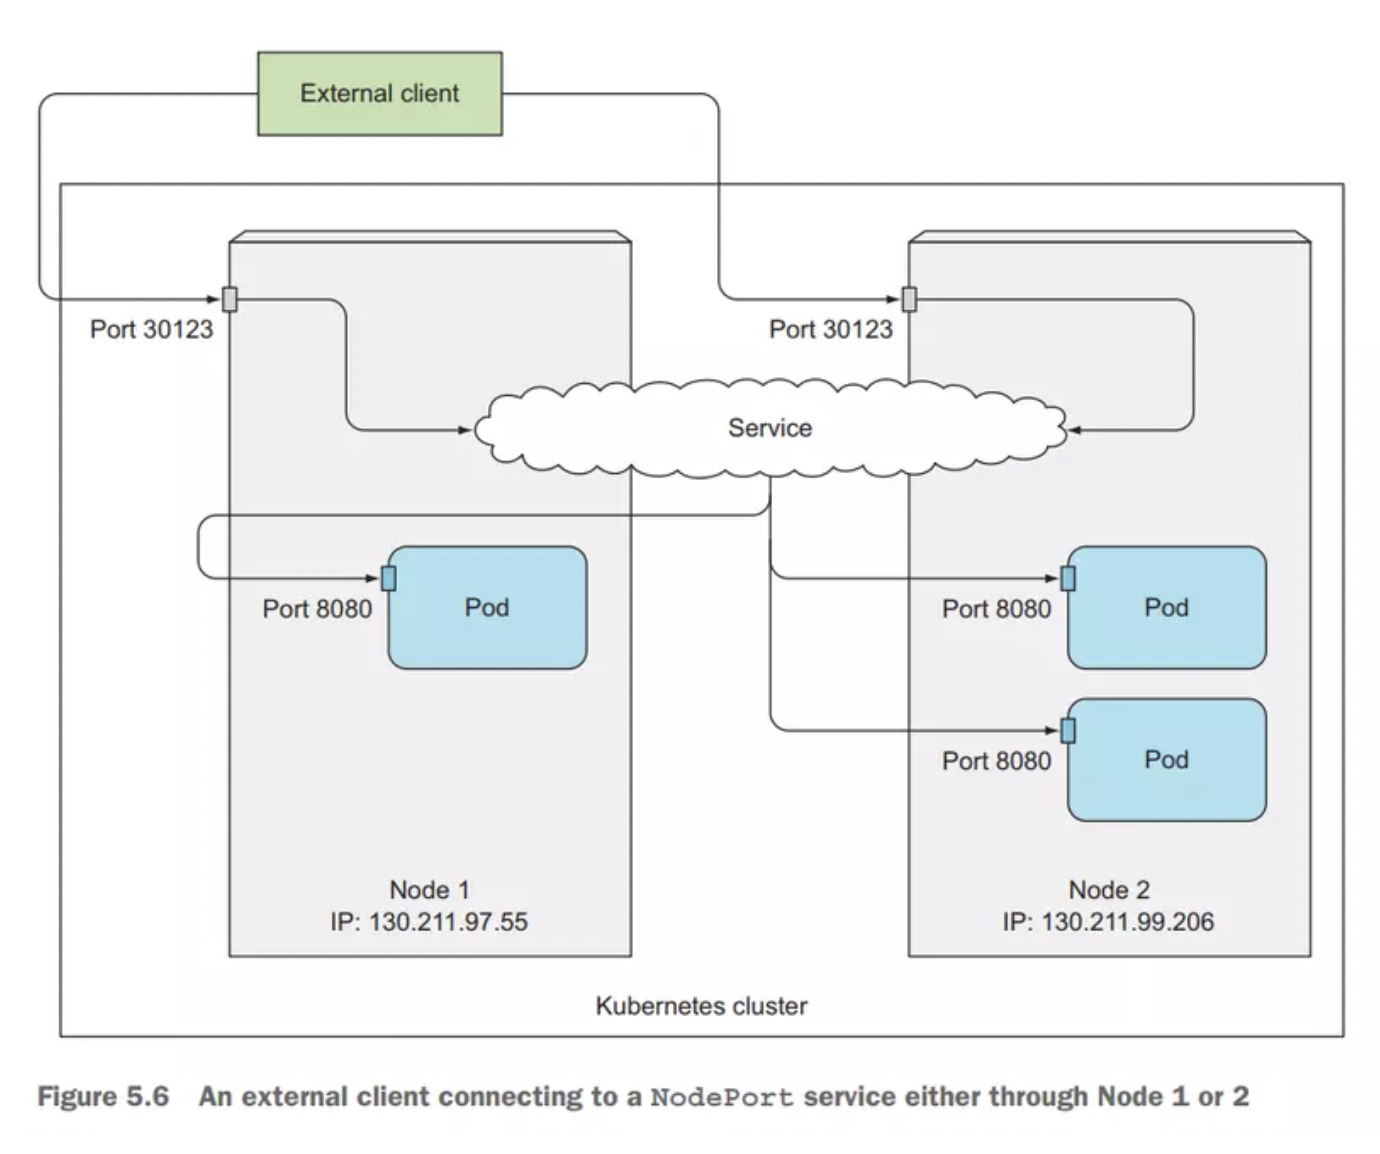 External client
Port 30123
Port 30123
Service
Port 8080
Pod
Port 8080
Pod
Port 8080
Pod
Node 1
IP: 130.211.97.55
Node 2
IP: 130.211.99.206
Kubernetes cluster
Figure 5.6 An external client connecting to a NodePort service either through Node 1 or 2